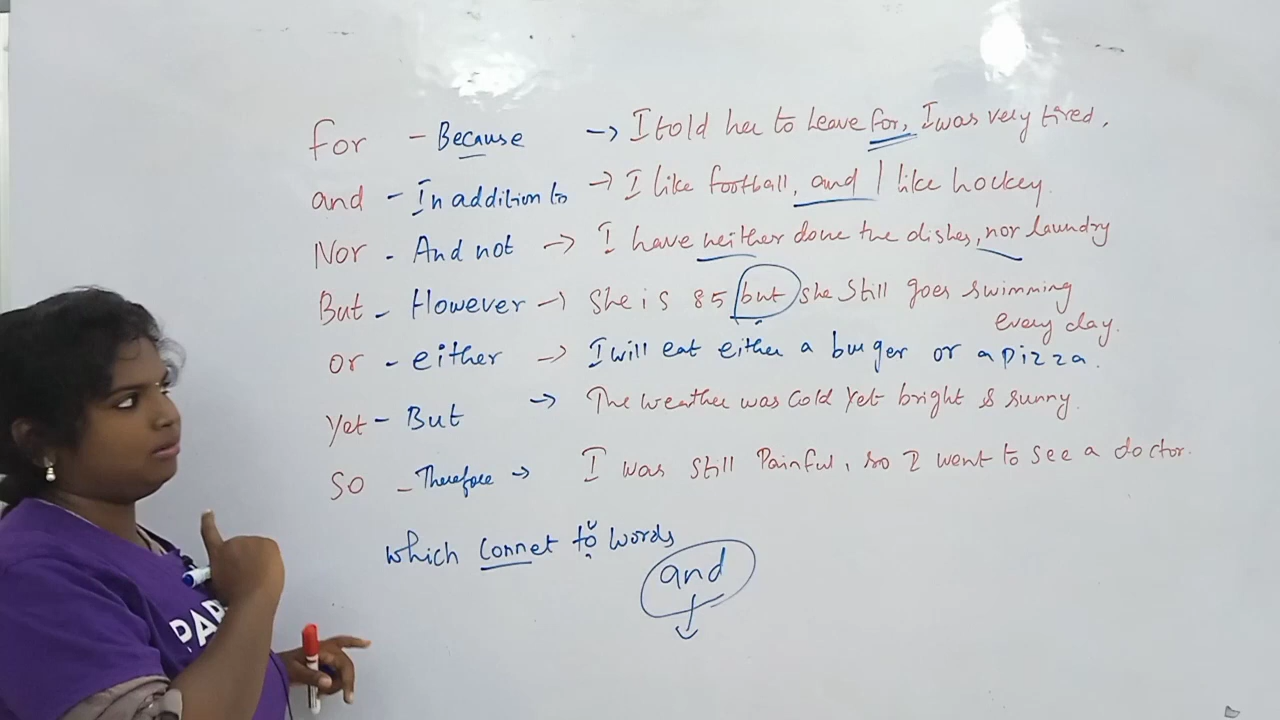 for - Because -> I told her to leave for, I was very tired.
and - In addition to -> I like football, and I like hockey.
Nor - And not -> I have neither done the dishes, nor laundry
But - However -> She is 85 but she still goes swimming
every day.
or - either -> I will eat either a burger or a pizza.
Yet - But -> The weather was cold yet bright & sunny.
So - Therefore -> I was still Painful, so I went to see a doctor.
which connet to words
and
PAR